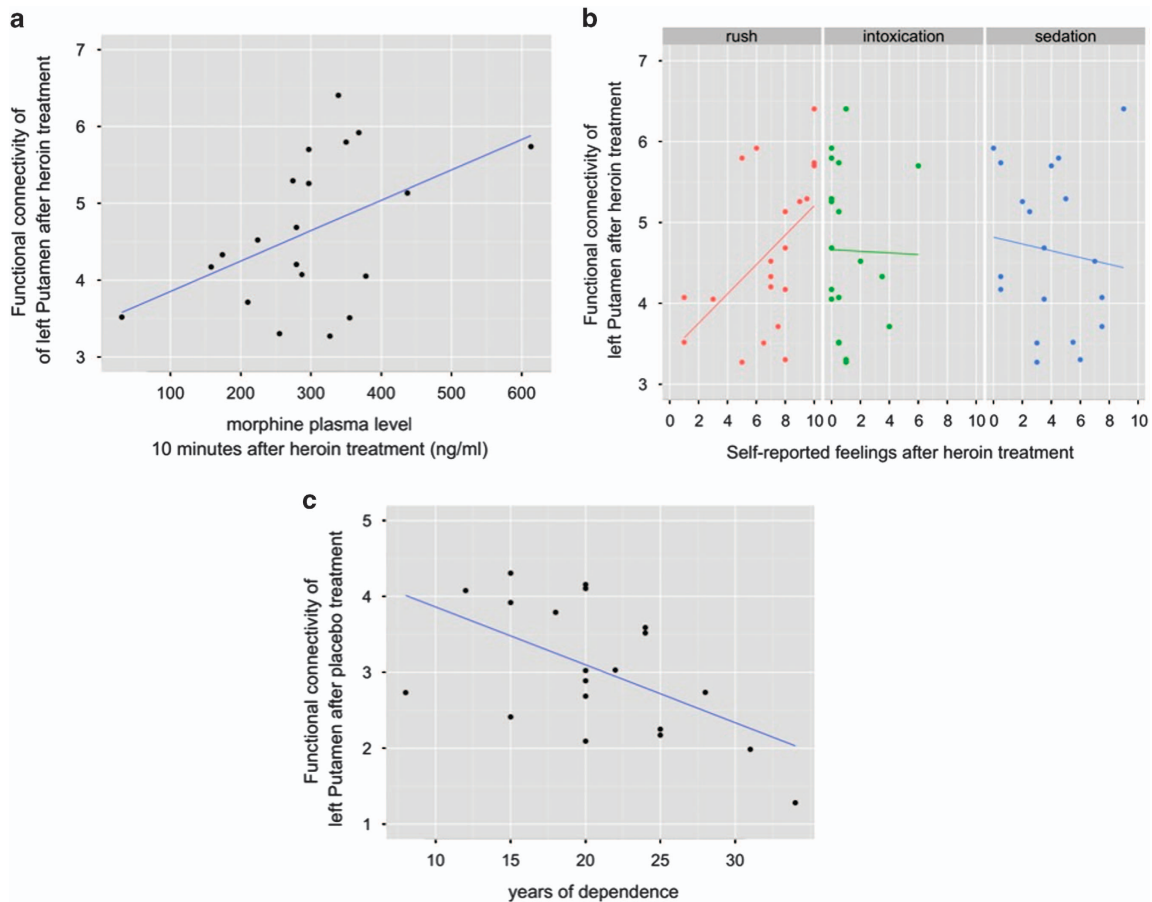 a
Functional connectivity of
of left Putamen after heroin treatment
7
6
5
4
3
100 200 300 400 500 600
morphine plasma level
10 minutes after heroin treatment (ng/ml)
b
Functional connectivity of
left Putamen after heroin treatment
rush intoxication sedation
7
6
5
4
3
0 2 4 6 8 10 0 2 4 6 8 10 0 2 4 6 8 10
Self-reported feelings after heroin treatment
c
Functional connectivity of
left Putamen after placebo treatment
5
4
3
2
1
10 15 20 25 30
years of dependence